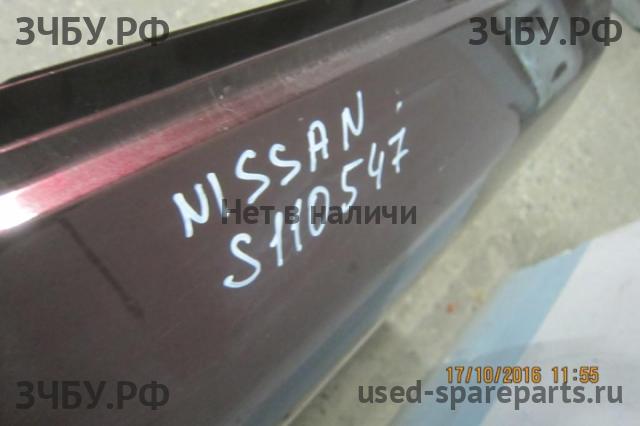 ЗЧБУ.РФ ЗЧБУ.РФ
NISSAN
Нет в наличи
S110547
17/10/2016 11:55
ЗЧБУ.РФ used-spareparts.ru